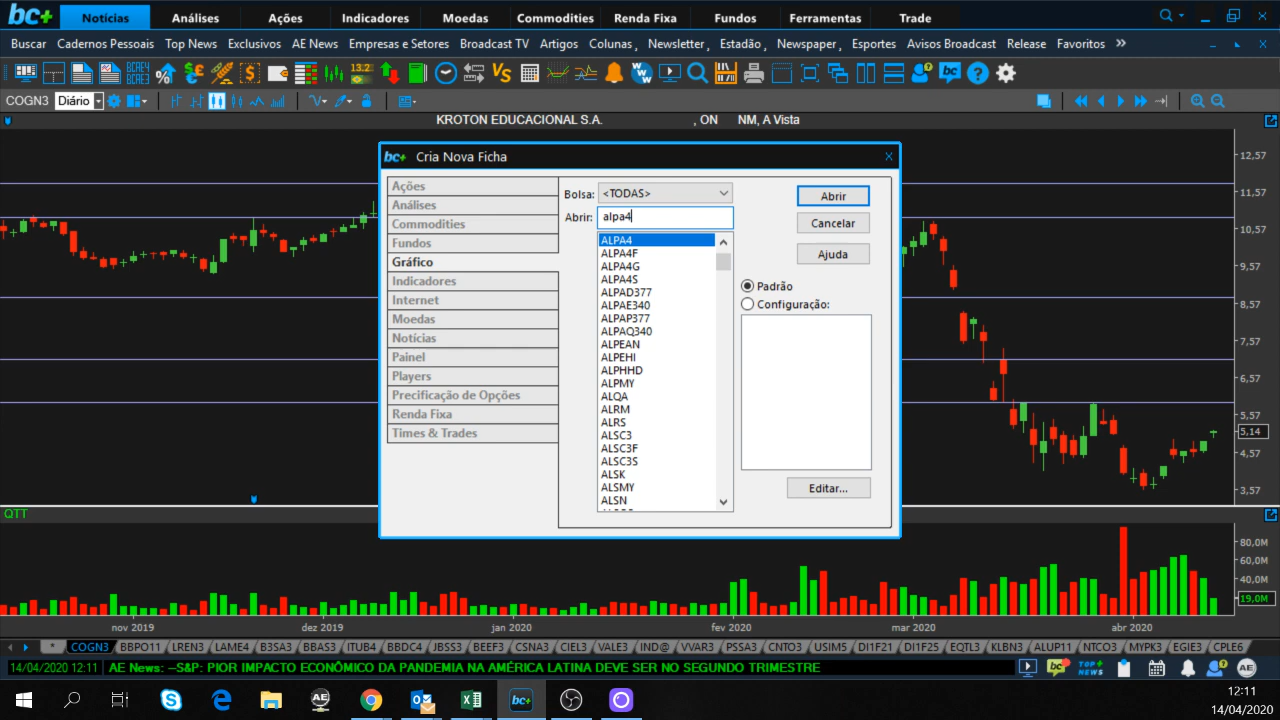 bc+ Notícias Análises Ações Indicadores Moedas Commodities Renda Fixa Fundos Ferramentas Trade
Buscar Cadernos Pessoais Top News Exclusivos AE News Empresas e Setores Broadcast TV Artigos Colunas , Newsletter , Estadão , Newspaper , Esportes Avisos Broadcast Release Favoritos »
COGN3 Diário
KROTON EDUCACIONAL S.A. , ON NM, A Vista
bc+ Cria Nova Ficha
Ações
Análises
Commodities
Fundos
Gráfico
Indicadores
Internet
Moedas
Notícias
Painel
Players
Precificação de Opções
Renda Fixa
Times & Trades
Bolsa: <TODAS>
Abrir: alpa4
ALPA4
ALPA4F
ALPA4G
ALPA4S
ALPAD377
ALPAE340
ALPAP377
ALPAQ340
ALPEAN
ALPEHI
ALPHHD
ALPMY
ALQA
ALRM
ALRS
ALSC3
ALSC3F
ALSC3S
ALSK
ALSMY
ALSN
Abrir
Cancelar
Ajuda
Padrão
Configuração:
Editar...
12,57
11,57
10,57
9,57
8,57
7,57
6,57
5,57
5,14
4,57
3,57
QTT
80,0M
60,0M
40,0M
19,0M
nov 2019 dez 2019 jan 2020 fev 2020 mar 2020 abr 2020
* COGN3 BBPO11 LREN3 LAME4 B3SA3 BBAS3 ITUB4 BBDC4 JBSS3 BEEF3 CSNA3 CIEL3 VALE3 IND@ VVAR3 PSSA3 CNTO3 USIM5 DI1F21 DI1F25 EQTL3 KLBN3 ALUP11 NTCO3 MYPK3 EGIE3 CPLE6
14/04/2020 12:11 AE News: –S&P: PIOR IMPACTO ECONÔMICO DA PANDEMIA NA AMÉRICA LATINA DEVE SER NO SEGUNDO TRIMESTRE
12:11
14/04/2020